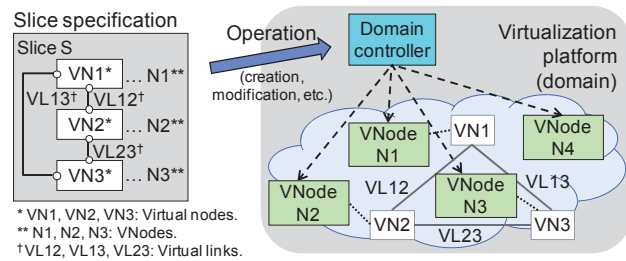 Slice specification
Slice S
VN1* ... N1**
VL13† VL12†
VN2* ... N2**
VL23†
VN3* ... N3**
* VN1, VN2, VN3: Virtual nodes.
** N1, N2, N3: VNodes.
†VL12, VL13, VL23: Virtual links.
Operation
(creation,
modification, etc.)
Domain
controller
Virtualization
platform
(domain)
VNode
N1
VN1
VNode
N4
VNode
N2
VL12
VNode
N3
VL13
VN2
VL23
VN3